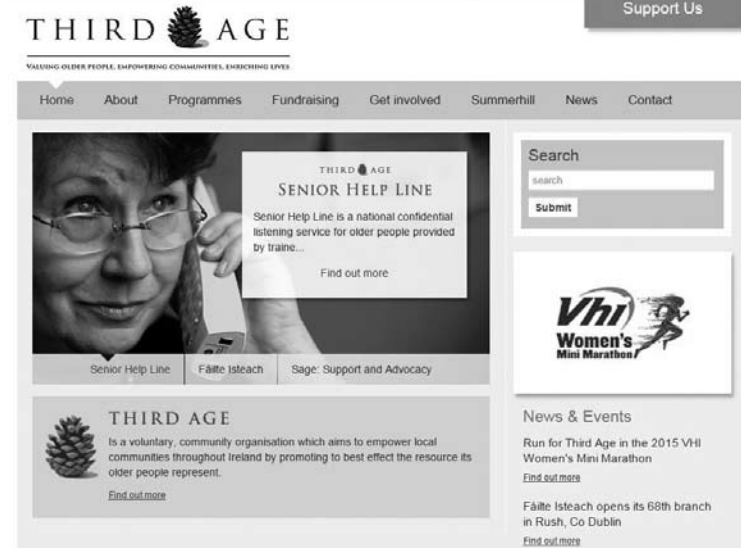 Support Us
THIRD AGE
VALUING OLDER PEOPLE, EMPOWERING COMMUNITIES, ENRICHING LIVES
Home About Programmes Fundraising Get involved Summerhill News Contact
THIRD AGE
SENIOR HELP LINE
Senior Help Line is a national confidential
listening service for older people provided
by traine...
Find out more
Senior Help Line Fáilte Isteach Sage: Support and Advocacy
THIRD AGE
Is a voluntary, community organisation which aims to empower local
communities throughout Ireland by promoting to best effect the resource its
older people represent.
Find out more
Search
search
Submit
Vhi
Women's
Mini Marathon
News & Events
Run for Third Age in the 2015 VHI
Women's Mini Marathon
Find out more
Fáilte Isteach opens its 68th branch
in Rush, Co Dublin
Find out more